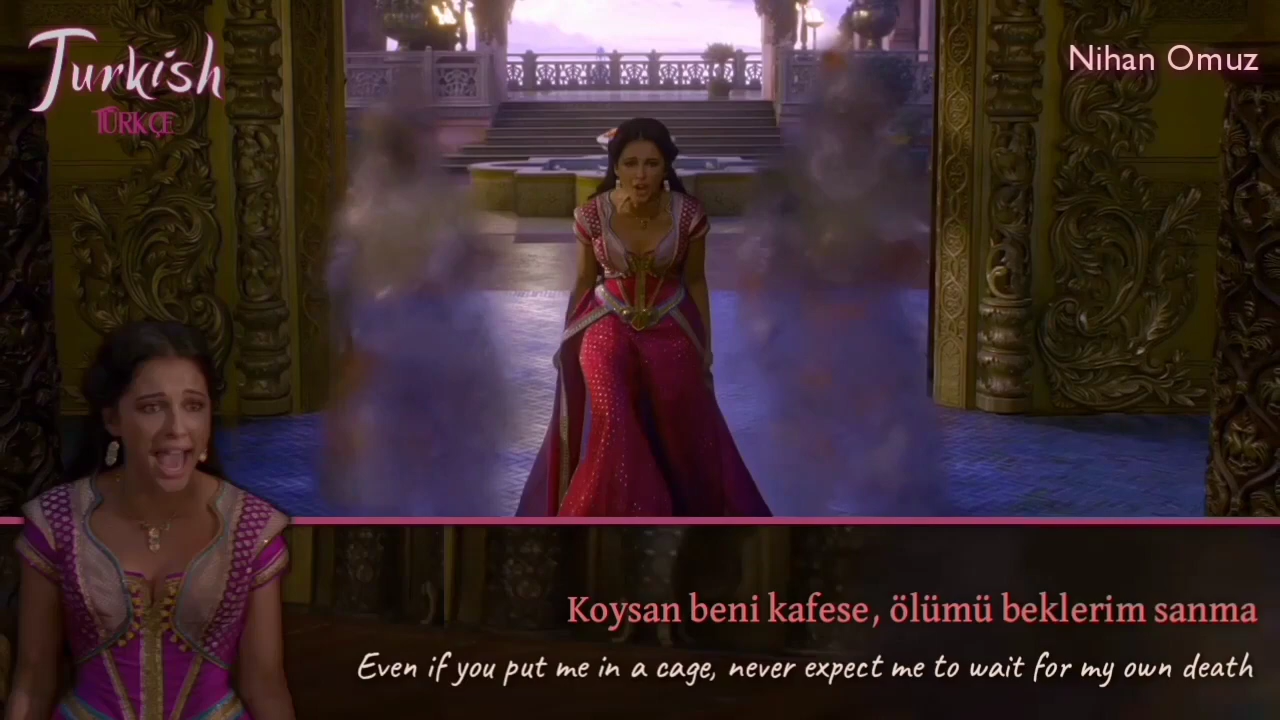 Turkish
TÜRKÇE
Nihan Omuz
Koysan beni kafese, ölümü beklerim sanma
Even if you put me in a cage, never expect me to wait for my own death